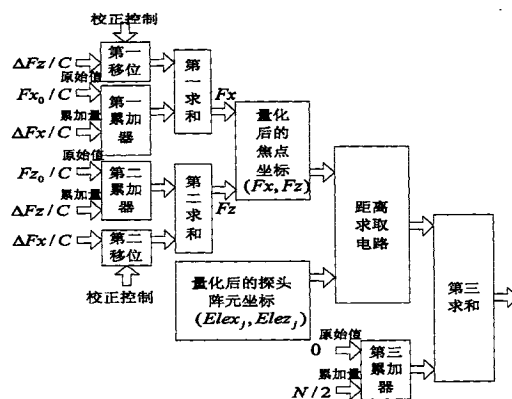 校正控制
ΔFz/C
第一移位
原始值
Fx₀/C
累加量
ΔFx/C
第一累加器
第一求和
Fx
原始值
Fz₀/C
累加量
ΔFz/C
第二累加器
第二求和
Fz
ΔFx/C
第二移位
校正控制
量化后的焦点坐标
(Fx,Fz)
量化后的探头阵元坐标
(Elexⱼ,Elezⱼ)
距离求取电路
第三求和
原始值
0
累加量
N/2
第三累加器